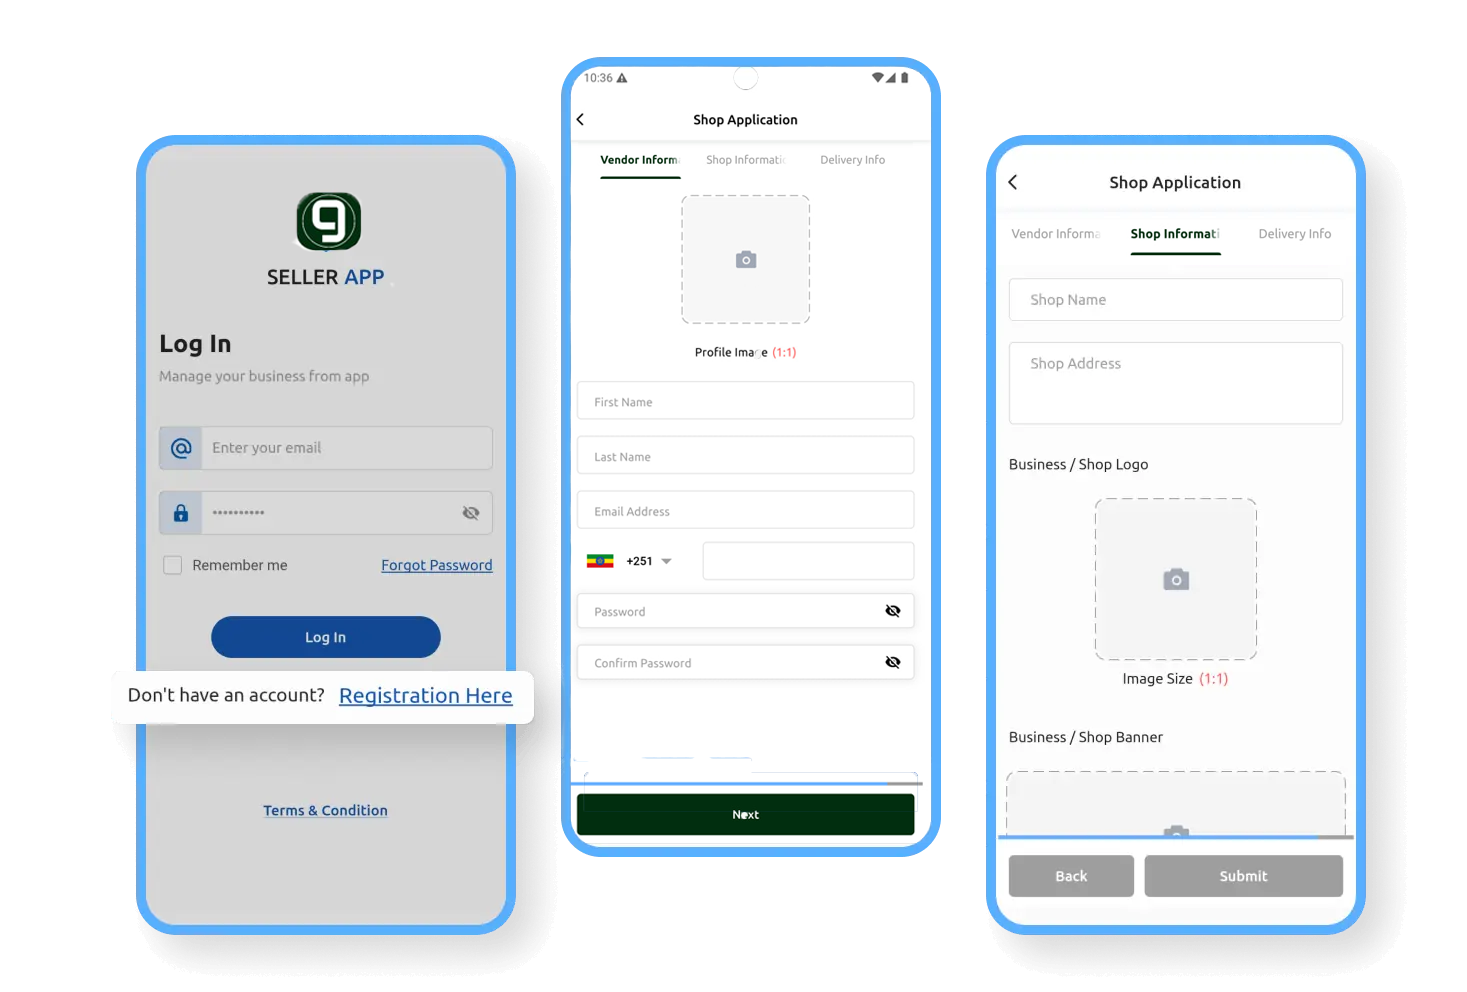 9
SELLER APP
Log In
Manage your business from app
Enter your email
••••••••••
Remember me
Forgot Password
Log In
Don't have an account? Registration Here
Terms & Condition
10:36
Shop Application
Vendor Inform
Shop Informatic
Delivery Info
Profile Image (1:1)
First Name
Last Name
Email Address
+251
Password
Confirm Password
Next
Shop Application
Vendor Informa
Shop Informati
Delivery Info
Shop Name
Shop Address
Business / Shop Logo
Image Size (1:1)
Business / Shop Banner
Back
Submit